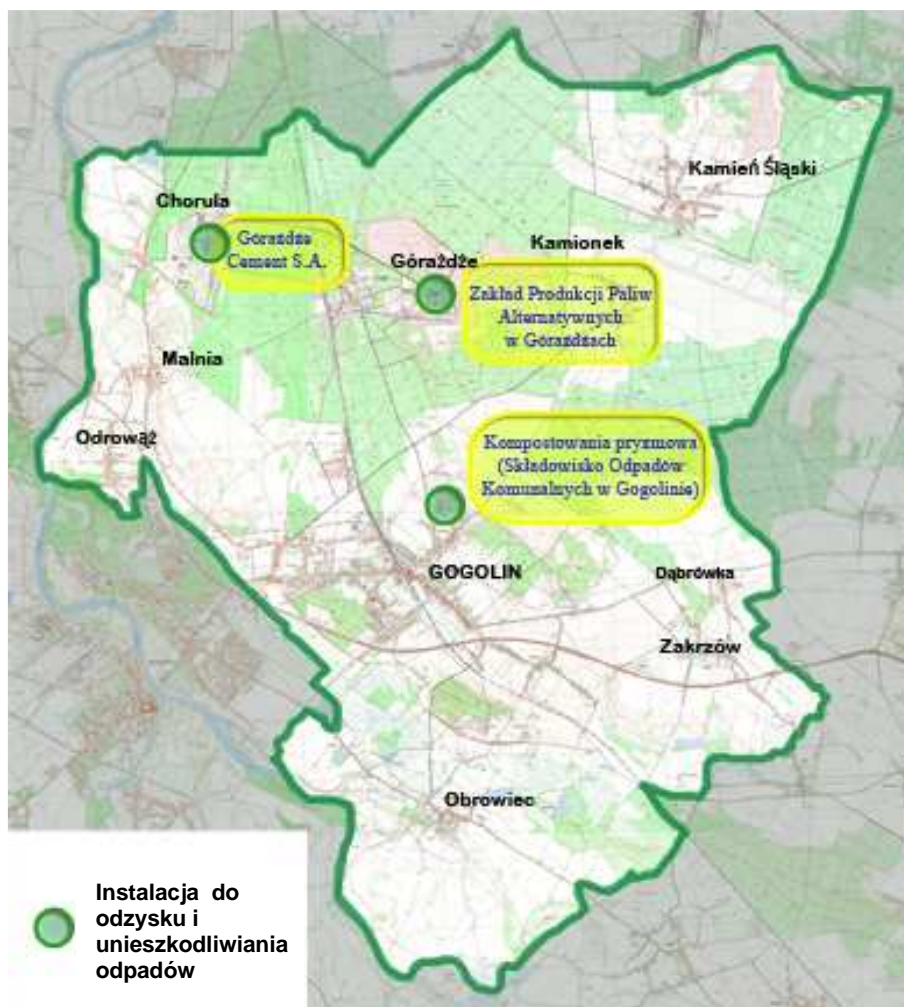 Kamień Śląski
Chorula
Górażdże
Cement S.A.
Kamionek
Górażdże
Zakład Produkcji Paliw
Alternatywnych
w Górażdżach
Malnia
Odrowąż
Kompostowania pryzmowa
(Składowisko Odpadów
Komunalnych w Gogolinie)
GOGOLIN
Dąbrówka
Zakrzów
Obrowiec
Instalacja do
odzysku i
unieszkodliwiania
odpadów